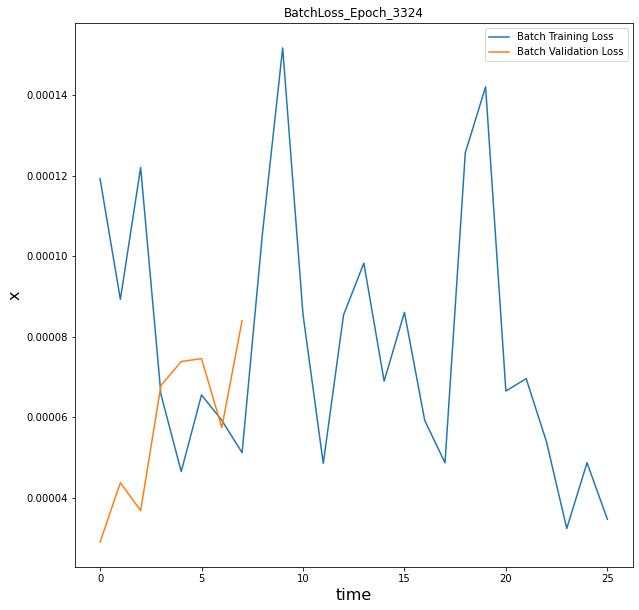 BatchLoss_Epoch_3324
Batch Training Loss
Batch Validation Loss
0.00014
0.00012
0.00010
0.00008
0.00006
0.00004
x
0 5 10 15 20 25
time